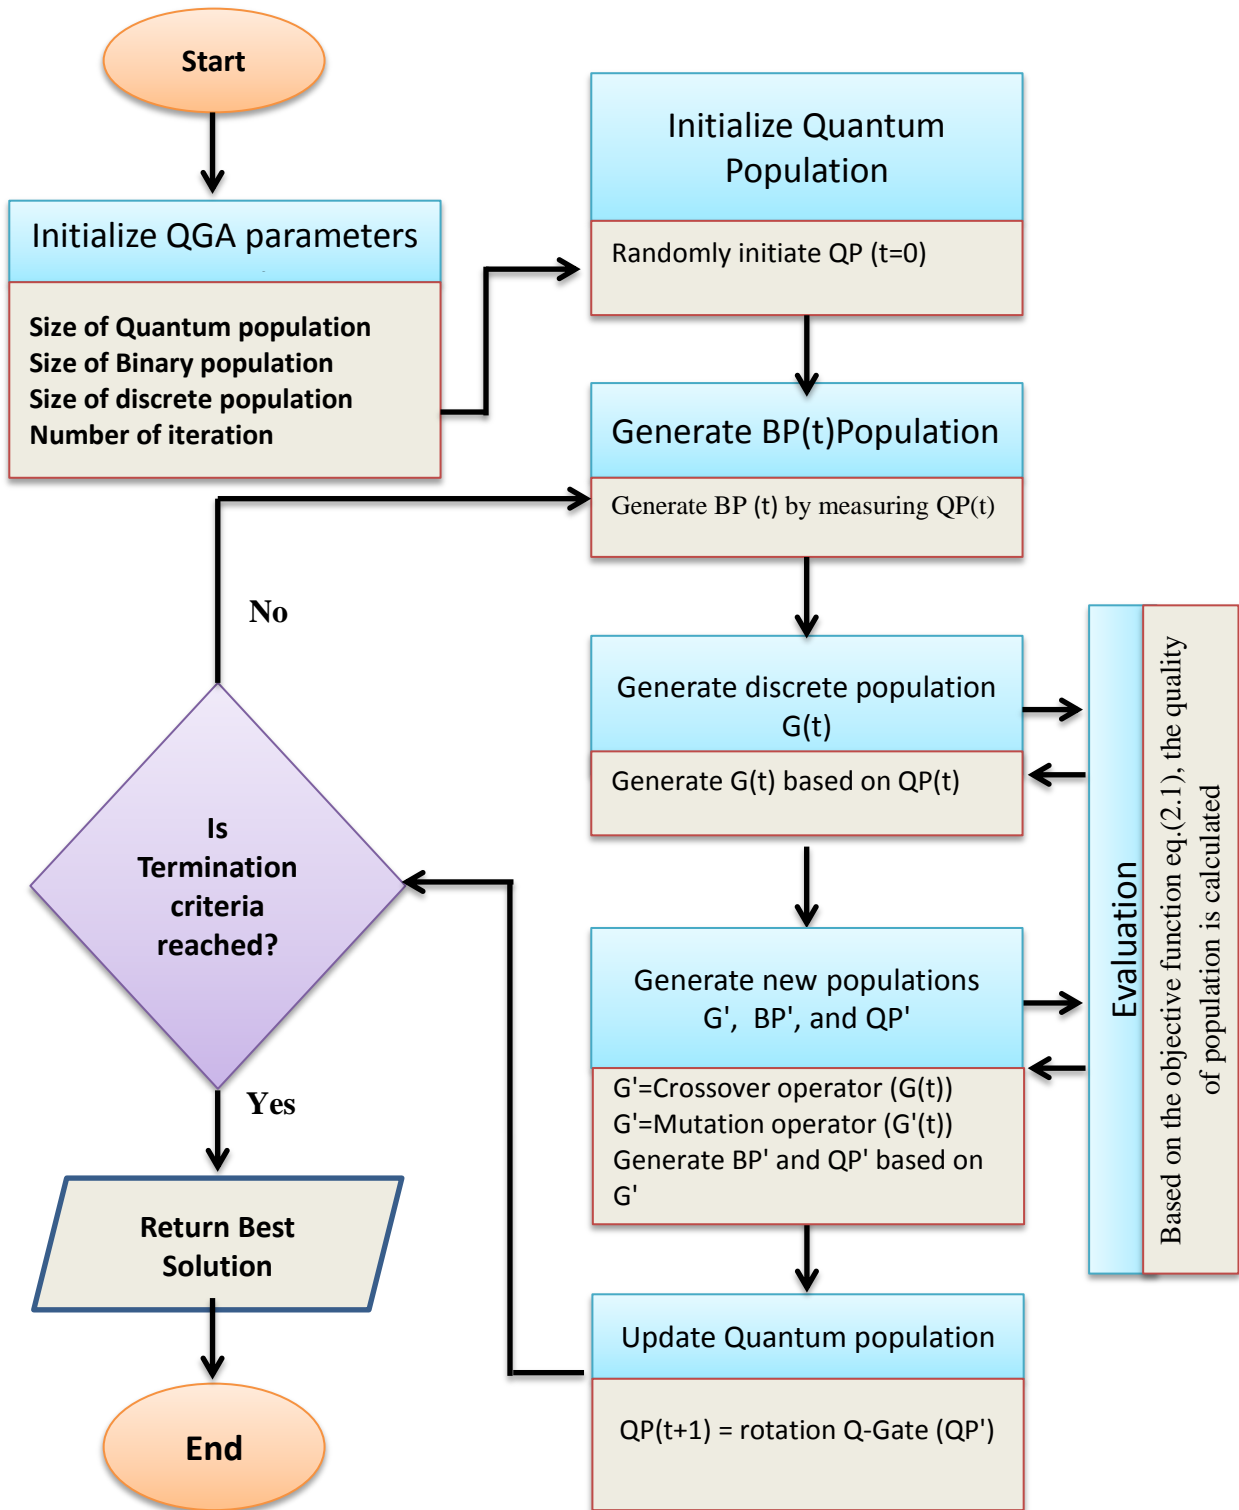 Start
Initialize QGA parameters
Size of Quantum population
Size of Binary population
Size of discrete population
Number of iteration
Initialize Quantum
Population
Randomly initiate QP (t=0)
Generate BP(t)Population
Generate BP (t) by measuring QP(t)
Generate discrete population
G(t)
Generate G(t) based on QP(t)
Generate new populations
G', BP', and QP'
G'=Crossover operator (G(t))
G'=Mutation operator (G'(t))
Generate BP' and QP' based on
G'
Evaluation
Based on the objective function eq.(2.1), the quality
of population is calculated
Update Quantum population
QP(t+1) = rotation Q-Gate (QP')
Is
Termination
criteria
reached?
No
Yes
Return Best
Solution
End